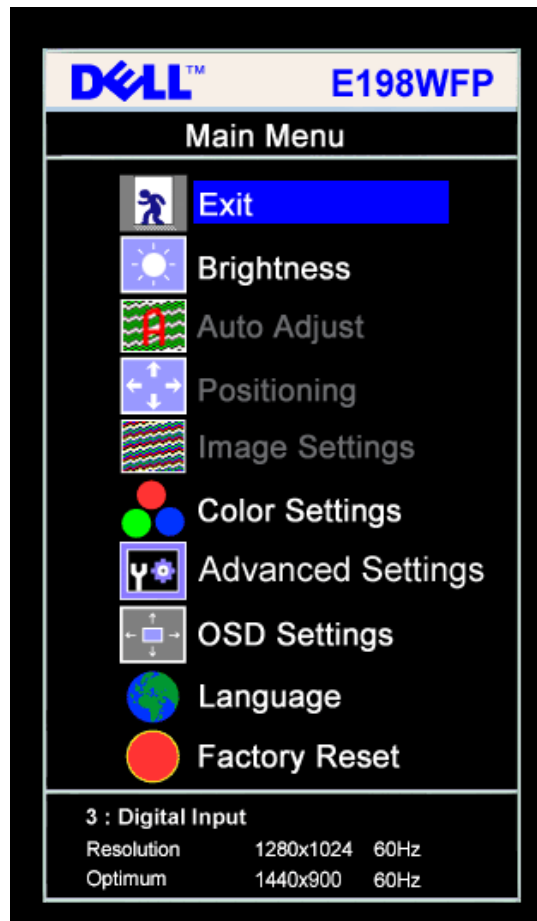 DELL™ E198WFP
Main Menu
Exit
Brightness
Auto Adjust
Positioning
Image Settings
Color Settings
Advanced Settings
OSD Settings
Language
Factory Reset
3 : Digital Input
Resolution 1280x1024 60Hz
Optimum 1440x900 60Hz